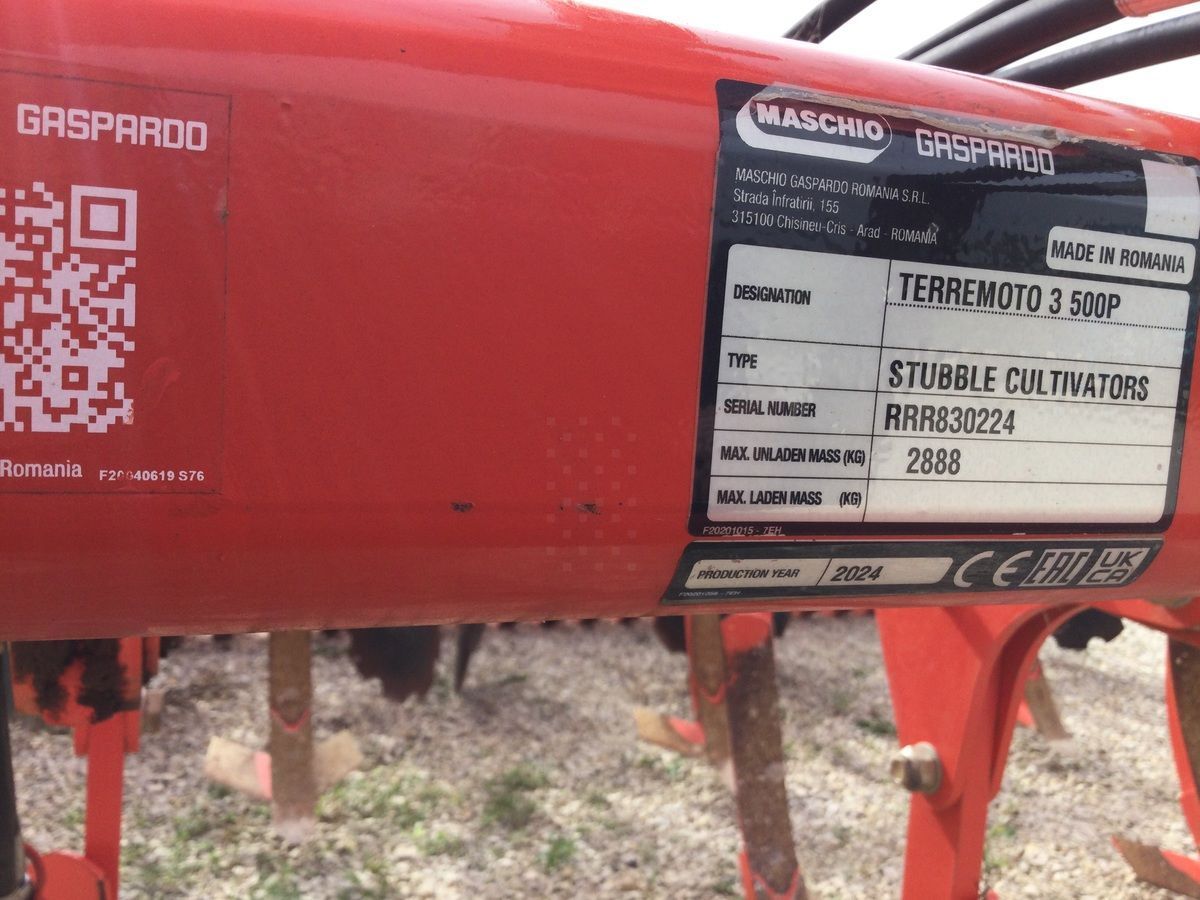 GASPARDO
Romania F20040619 S76
MASCHIO GASPARDO
MASCHIO GASPARDO ROMANIA S.R.L.
Strada Înfratirii, 155
315100 Chisineu-Cris - Arad - ROMANIA
MADE IN ROMANIA
DESIGNATION TERREMOTO 3 500P
TYPE STUBBLE CULTIVATORS
SERIAL NUMBER RRR830224
MAX. UNLADEN MASS (KG) 2888
MAX. LADEN MASS (KG)
F20201015 - 7EH
PRODUCTION YEAR 2024 CE EAC UK
CA